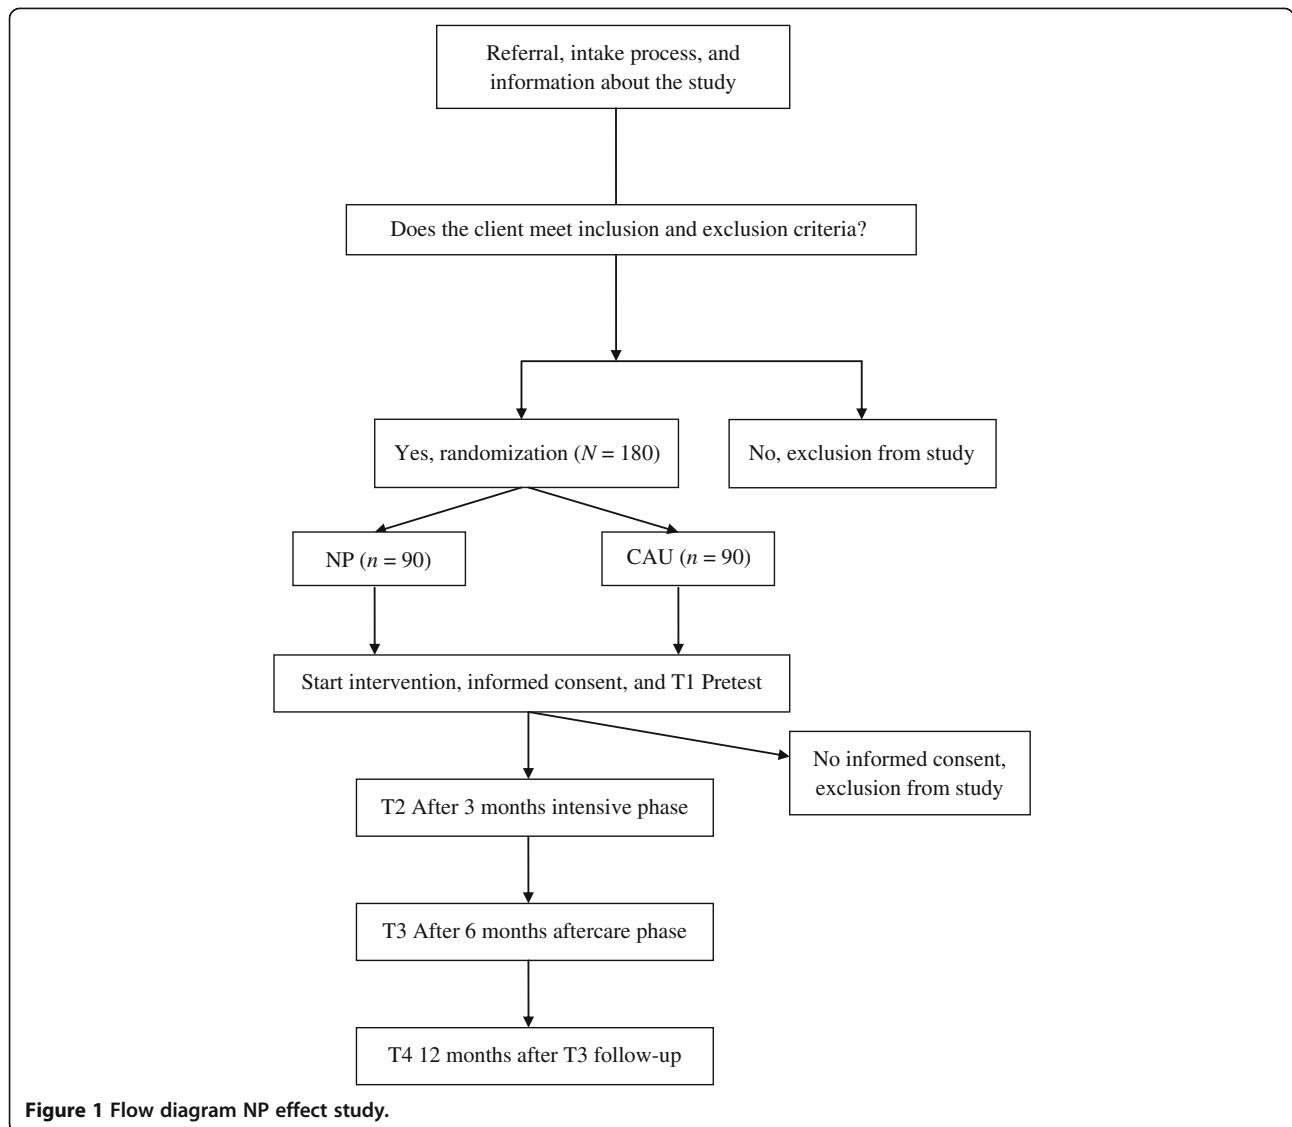 Referral, intake process, and
information about the study
Does the client meet inclusion and exclusion criteria?
Yes, randomization (N = 180)
No, exclusion from study
NP (n = 90)
CAU (n = 90)
Start intervention, informed consent, and T1 Pretest
No informed consent,
exclusion from study
T2 After 3 months intensive phase
T3 After 6 months aftercare phase
T4 12 months after T3 follow-up
Figure 1 Flow diagram NP effect study.